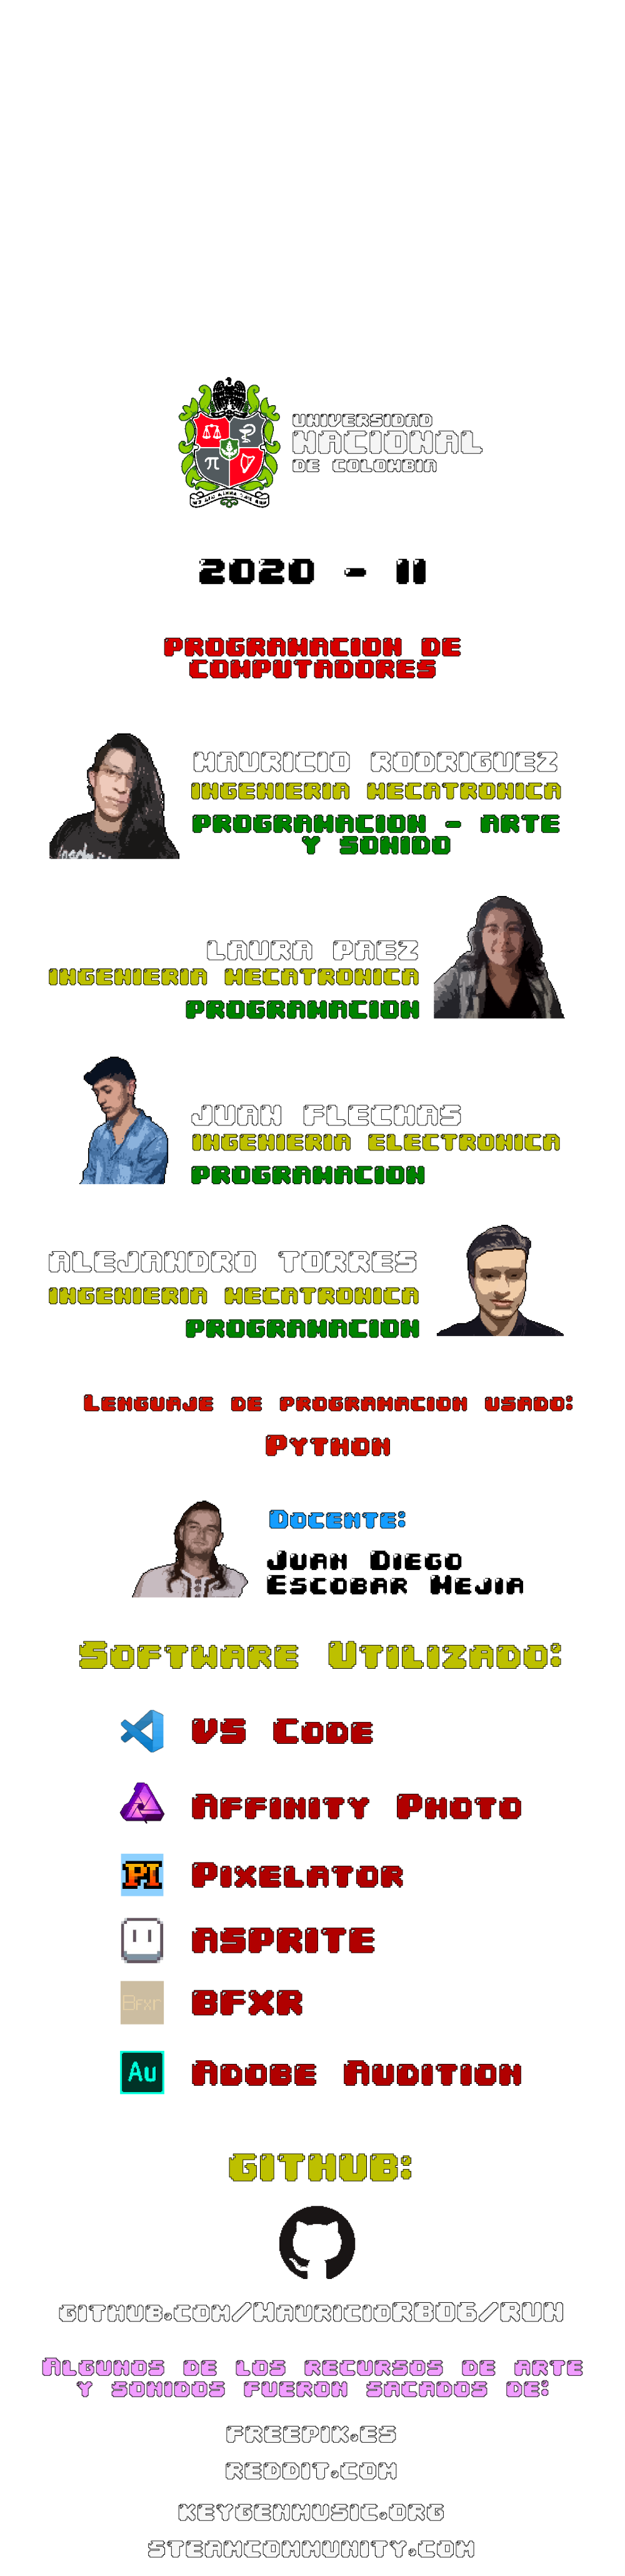 UNIVERSIDAD
NACIONAL
DE COLOMBIA
2020 - II
PROGRAMACION DE
COMPUTADORES
MAURICIO RODRIGUEZ
INGENIERIA MECATRONICA
PROGRAMACION - ARTE
Y SONIDO
LAURA PAEZ
INGENIERIA MECATRONICA
PROGRAMACION
JUAN FLECHAS
INGENIERIA ELECTRONICA
PROGRAMACION
ALEJANDRO TORRES
INGENIERIA MECATRONICA
PROGRAMACION
Lenguaje de programacion usado:
Python
Docente:
Juan Diego
Escobar Mejia
Software Utilizado:
VS Code
Affinity Photo
PI
Pixelator
ASPRITE
Bfxr
BFXR
Au
Adobe Audition
GITHUB:
github.com/MauricioRB06/RUN
Algunos de los recursos de arte
y sonidos fueron sacados de:
FREEPIK.ES
REDDIT.COM
KEYGENMUSIC.ORG
STEAMCOMMUNITY.COM